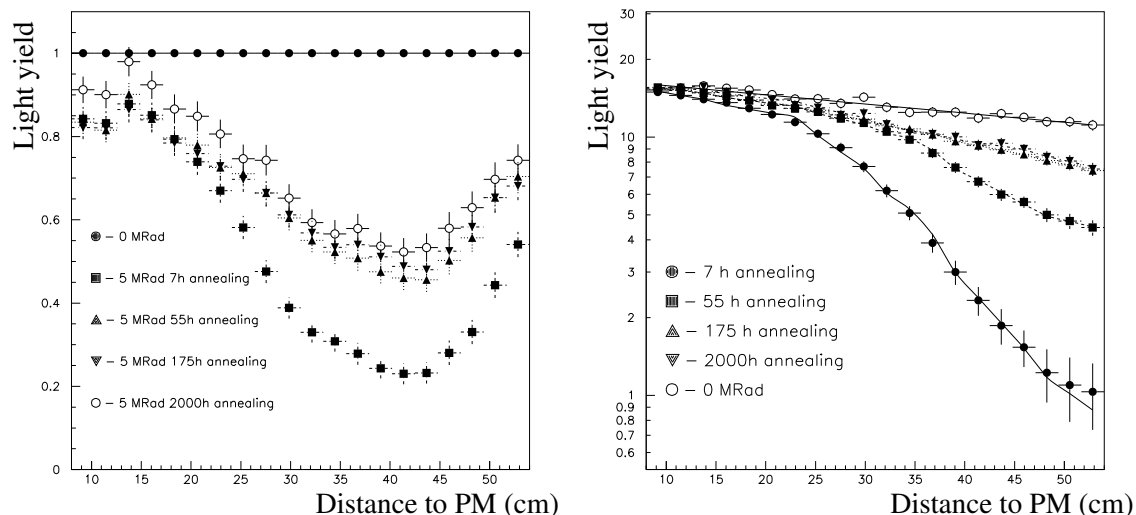 Light yield
1
0.8
0.6
0.4
0.2
0
● – 0 MRad
■ – 5 MRad 7h annealing
▲ – 5 MRad 55h annealing
▼ – 5 MRad 175h annealing
○ – 5 MRad 2000h annealing
10 15 20 25 30 35 40 45 50
Distance to PM (cm)
Light yield
30
20
10
9
8
7
6
5
4
3
2
1
0.9
0.8
0.7
0.6
0.5
● – 7 h annealing
■ – 55 h annealing
▲ – 175 h annealing
▼ – 2000h annealing
○ – 0 MRad
10 15 20 25 30 35 40 45 50
Distance to PM (cm)